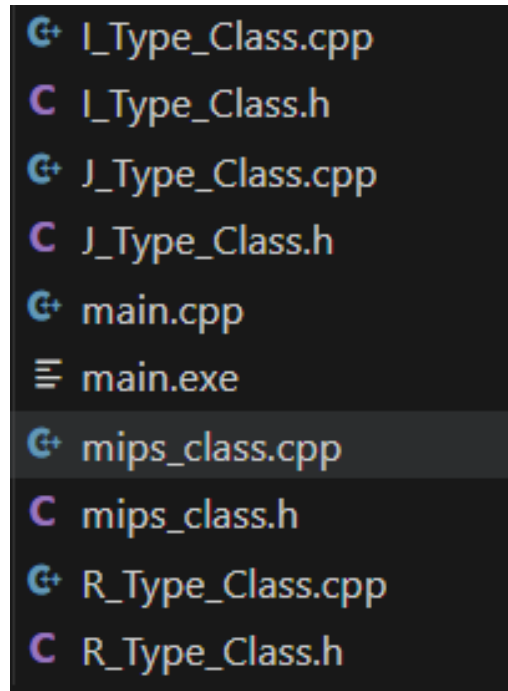 I_Type_Class.cpp
I_Type_Class.h
J_Type_Class.cpp
J_Type_Class.h
main.cpp
main.exe
mips_class.cpp
mips_class.h
R_Type_Class.cpp
R_Type_Class.h